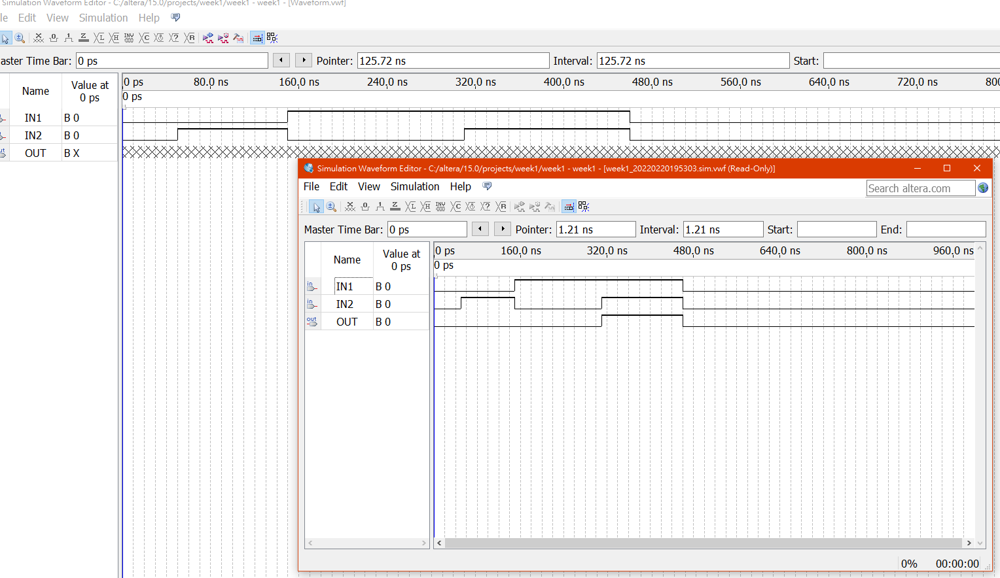 Simulation Waveform Editor - C:/altera/15.0/projects/week1/week1 - week1 - [Waveform.vwf]
le Edit View Simulation Help
aster Time Bar: 0 ps Pointer: 125.72 ns Interval: 125.72 ns Start:
Name Value at 0 ps
0 ps 80.0 ns 160.0 ns 240.0 ns 320.0 ns 400.0 ns 480.0 ns 560.0 ns 640.0 ns 720.0 ns 800
0 ps
IN1 B 0
IN2 B 0
OUT B X
Simulation Waveform Editor - C:/altera/15.0/projects/week1/week1 - week1 - [week1_20220220195303.sim.vwf (Read-Only)]
File Edit View Simulation Help Search altera.com
Master Time Bar: 0 ps Pointer: 1.21 ns Interval: 1.21 ns Start: End:
Name Value at 0 ps
0 ps 160.0 ns 320.0 ns 480.0 ns 640.0 ns 800.0 ns 960.0 ns
0 ps
in IN1 B 0
in IN2 B 0
out OUT B 0
0% 00:00:00